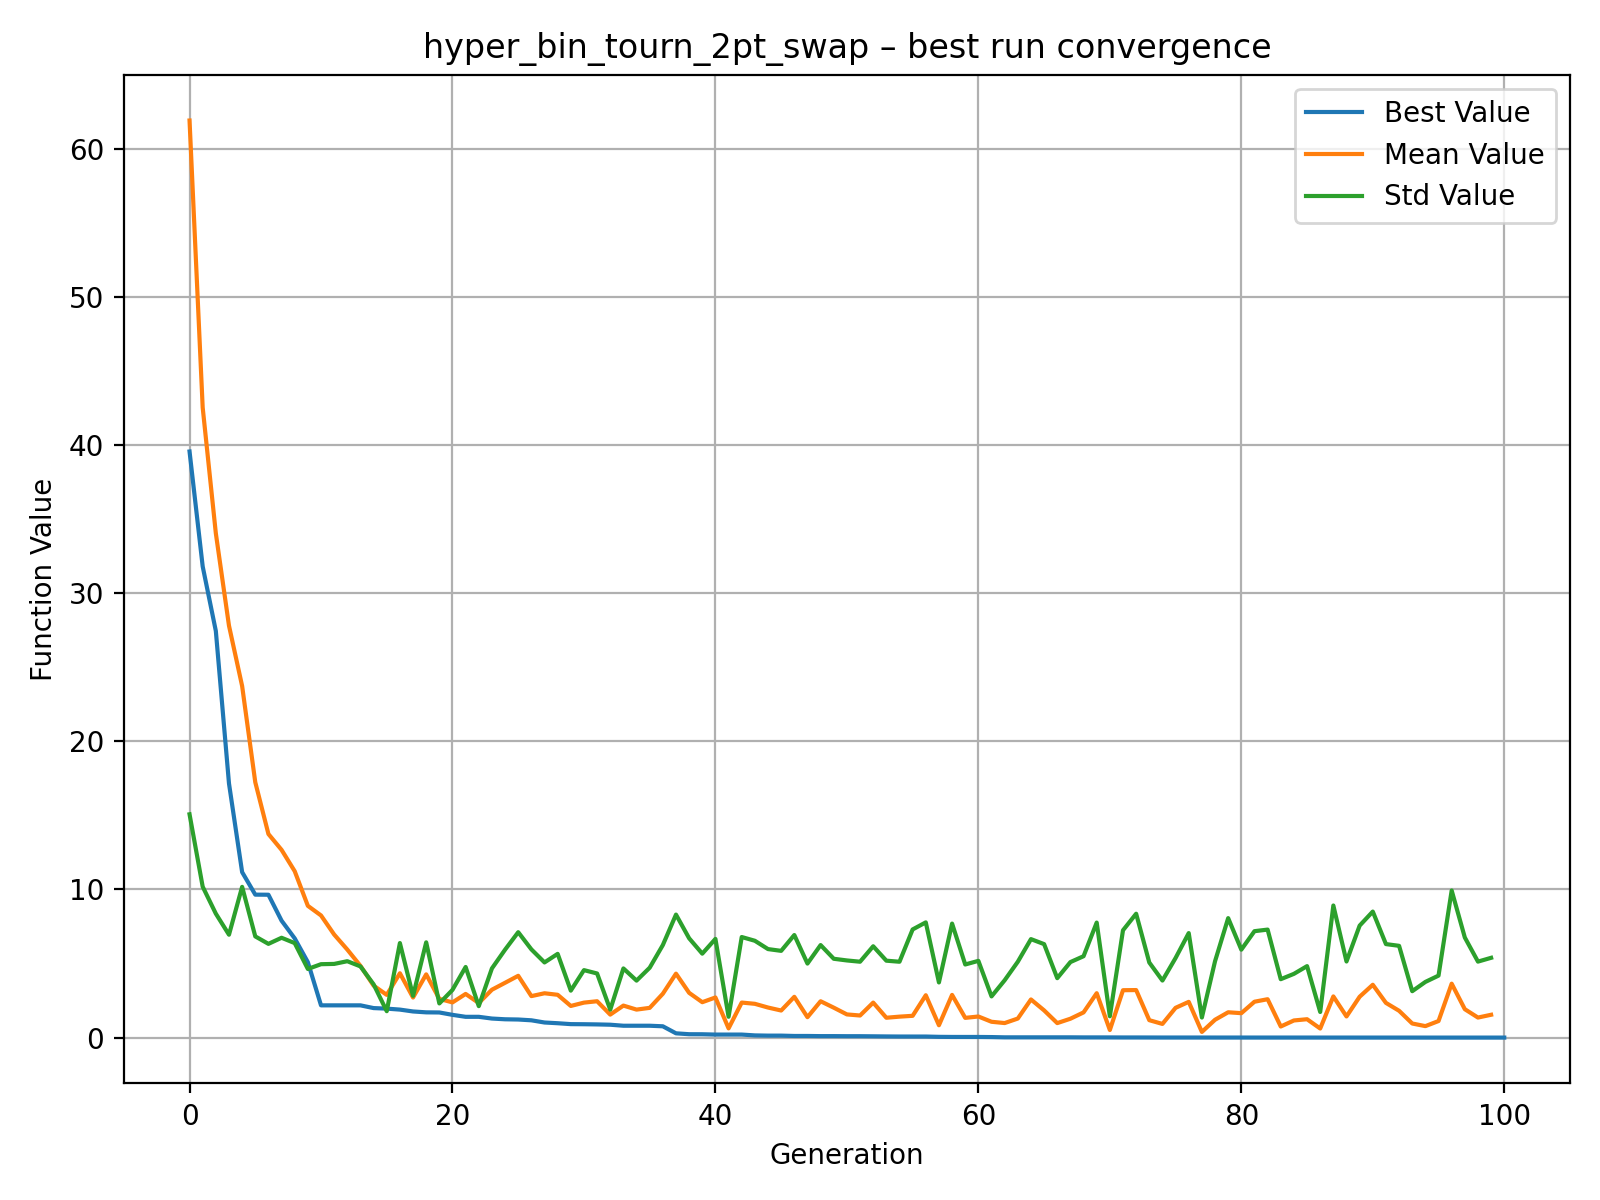 hyper_bin_tourn_2pt_swap – best run convergence
Best Value
Mean Value
Std Value
Function Value
60
50
40
30
20
10
0
0 20 40 60 80 100
Generation